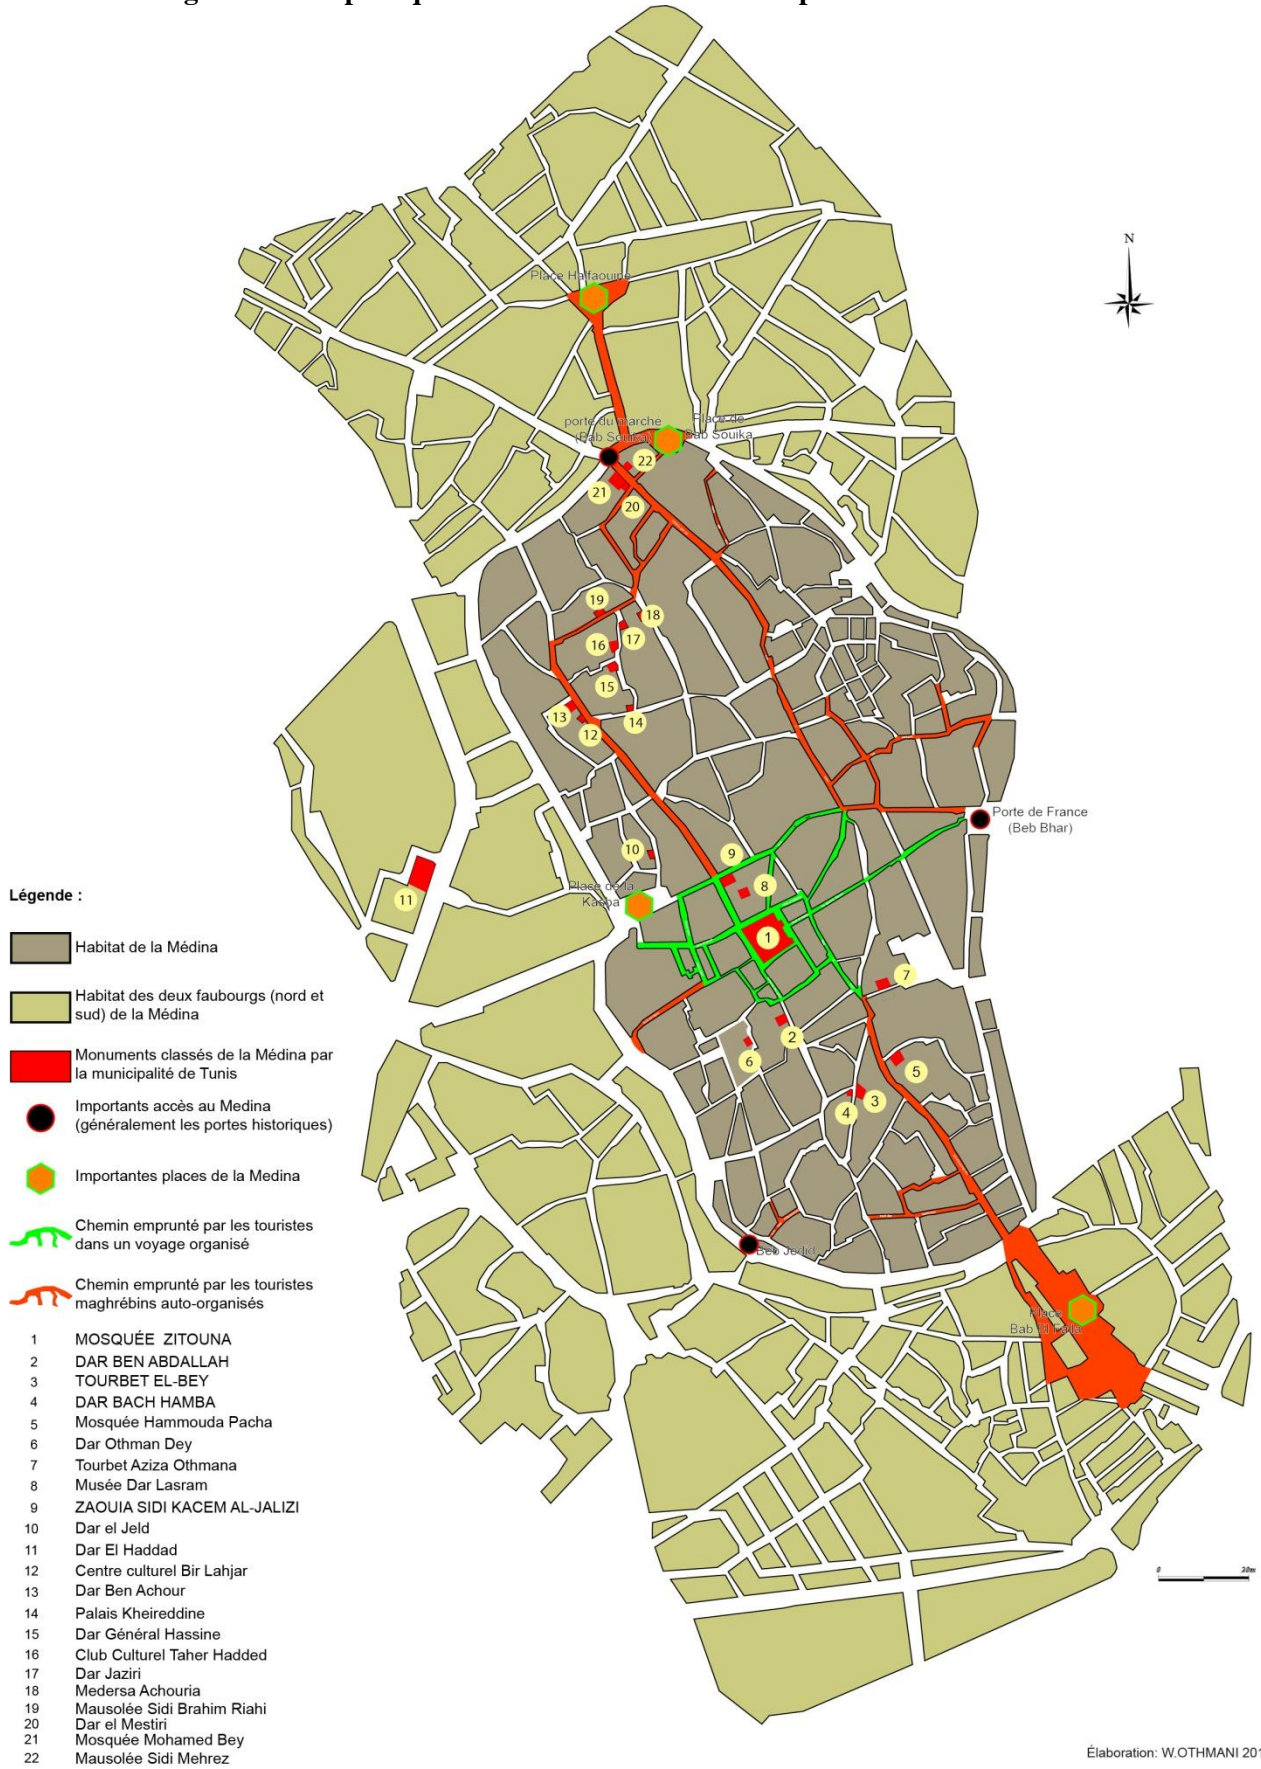 N
Place Halfaouine
porte du marche
(Bab Souika)
Place de
Bab Souika
22
21
20
19
18
17
16
15
14
13
12
Porte de France
(Beb Bhar)
10
9
8
Place de la
Kasba
11
1
7
2
6
5
3
4
Beb Jedid
Place
Bab El Falla
0 20m
Légende :
Habitat de la Médina
Habitat des deux faubourgs (nord et
sud) de la Médina
Monuments classés de la Médina par
la municipalité de Tunis
Importants accès au Medina
(généralement les portes historiques)
Importantes places de la Medina
Chemin emprunté par les touristes
dans un voyage organisé
Chemin emprunté par les touristes
maghrébins auto-organisés
1 MOSQUÉE ZITOUNA
2 DAR BEN ABDALLAH
3 TOURBET EL-BEY
4 DAR BACH HAMBA
5 Mosquée Hammouda Pacha
6 Dar Othman Dey
7 Tourbet Aziza Othmana
8 Musée Dar Lasram
9 ZAOUIA SIDI KACEM AL-JALIZI
10 Dar el Jeld
11 Dar El Haddad
12 Centre culturel Bir Lahjar
13 Dar Ben Achour
14 Palais Kheireddine
15 Dar Général Hassine
16 Club Culturel Taher Hadded
17 Dar Jaziri
18 Medersa Achouria
19 Mausolée Sidi Brahim Riahi
20 Dar el Mestiri
21 Mosquée Mohamed Bey
22 Mausolée Sidi Mehrez
Élaboration: W.OTHMANI 201